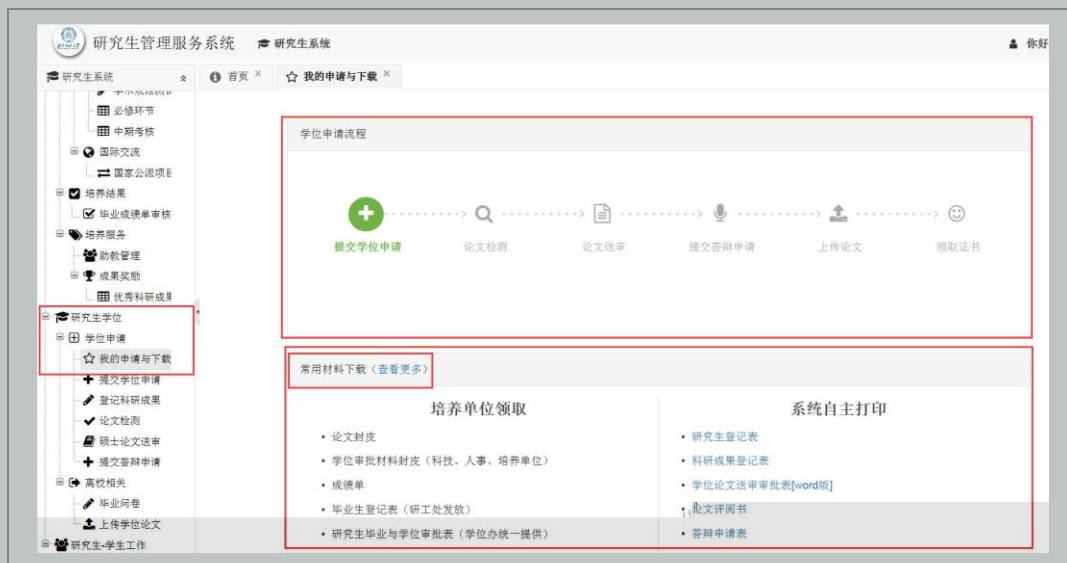 研究生管理服务系统
研究生系统
你好
研究生系统
首页 ×
我的申请与下载 ×
必修环节
中期考核
国际交流
国家公派项目
培养结果
毕业成绩单审核
培养服务
助教管理
成果奖励
优秀科研成果
研究生学位
学位申请
我的申请与下载
提交学位申请
登记科研成果
论文检测
硕士论文送审
提交答辩申请
高校相关
毕业问卷
上传学位论文
研究生-学生工作
学位申请流程
提交学位申请
论文检测
论文送审
提交答辩申请
上传论文
领取证书
常用材料下载（查看更多）
培养单位领取
• 论文封皮
• 学位审批材料封皮（科技、人事、培养单位）
• 成绩单
• 毕业生登记表（研工处发放）
• 研究生毕业与学位审批表（学位办统一提供）
系统自主打印
• 研究生登记表
• 科研成果登记表
• 学位论文送审审批表[word版]
• 论文评阅书
• 答辩申请表